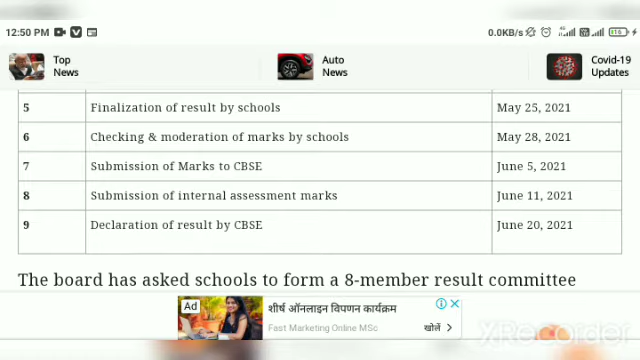 12:50 PM 0.0KB/s 4G 16
Top News
Auto News
Covid-19 Updates
5 Finalization of result by schools May 25, 2021
6 Checking & moderation of marks by schools May 28, 2021
7 Submission of Marks to CBSE June 5, 2021
8 Submission of internal assessment marks June 11, 2021
9 Declaration of result by CBSE June 20, 2021
The board has asked schools to form a 8-member result committee
Ad
शीर्ष ऑनलाइन विपणन कार्यक्रम
Fast Marketing Online MSc
खोलें
XRecorder